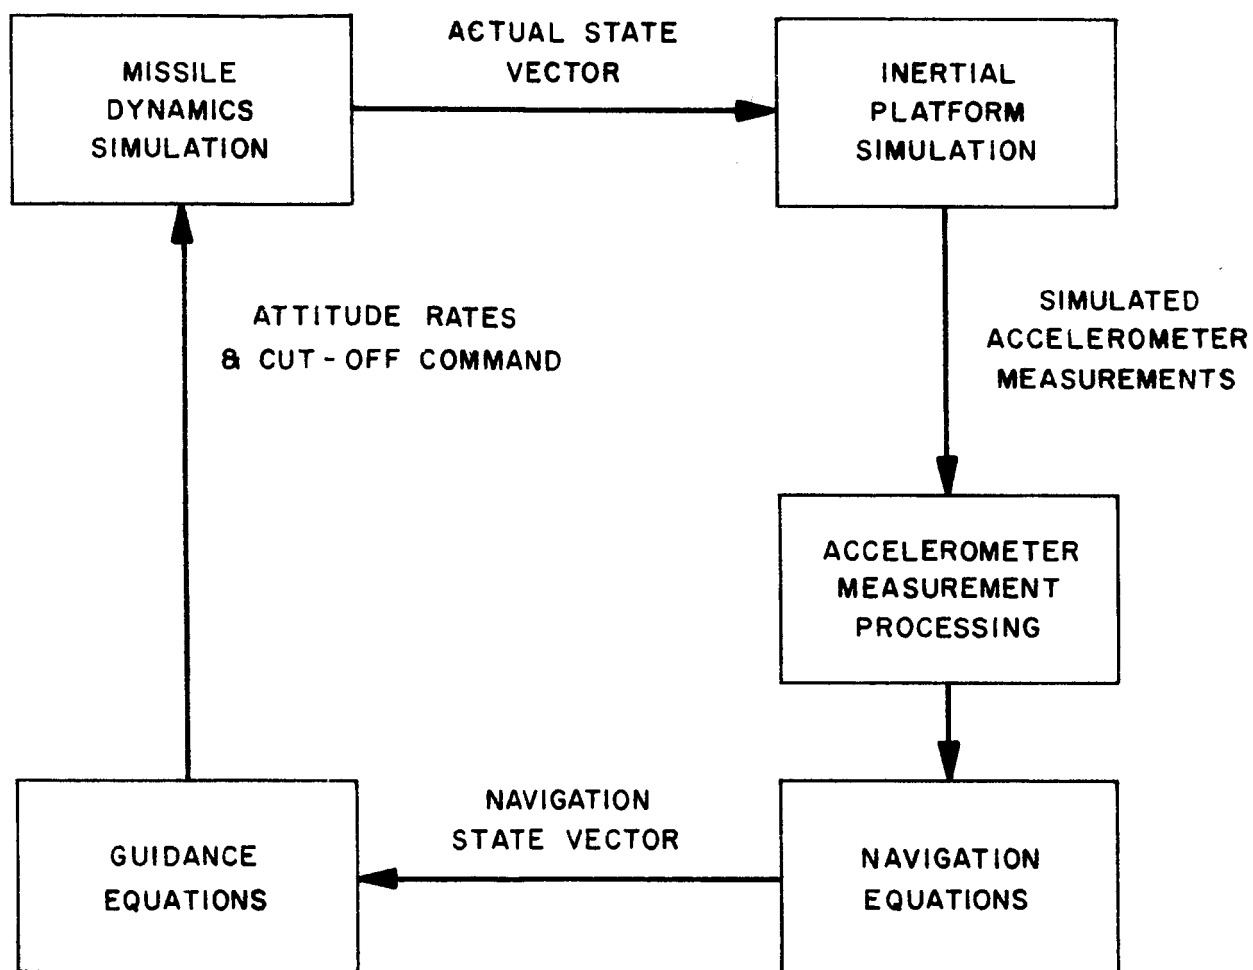 MISSILE
DYNAMICS
SIMULATION
ACTUAL STATE
VECTOR
INERTIAL
PLATFORM
SIMULATION
ATTITUDE RATES
& CUT-OFF COMMAND
SIMULATED
ACCELEROMETER
MEASUREMENTS
ACCELEROMETER
MEASUREMENT
PROCESSING
GUIDANCE
EQUATIONS
NAVIGATION
STATE VECTOR
NAVIGATION
EQUATIONS